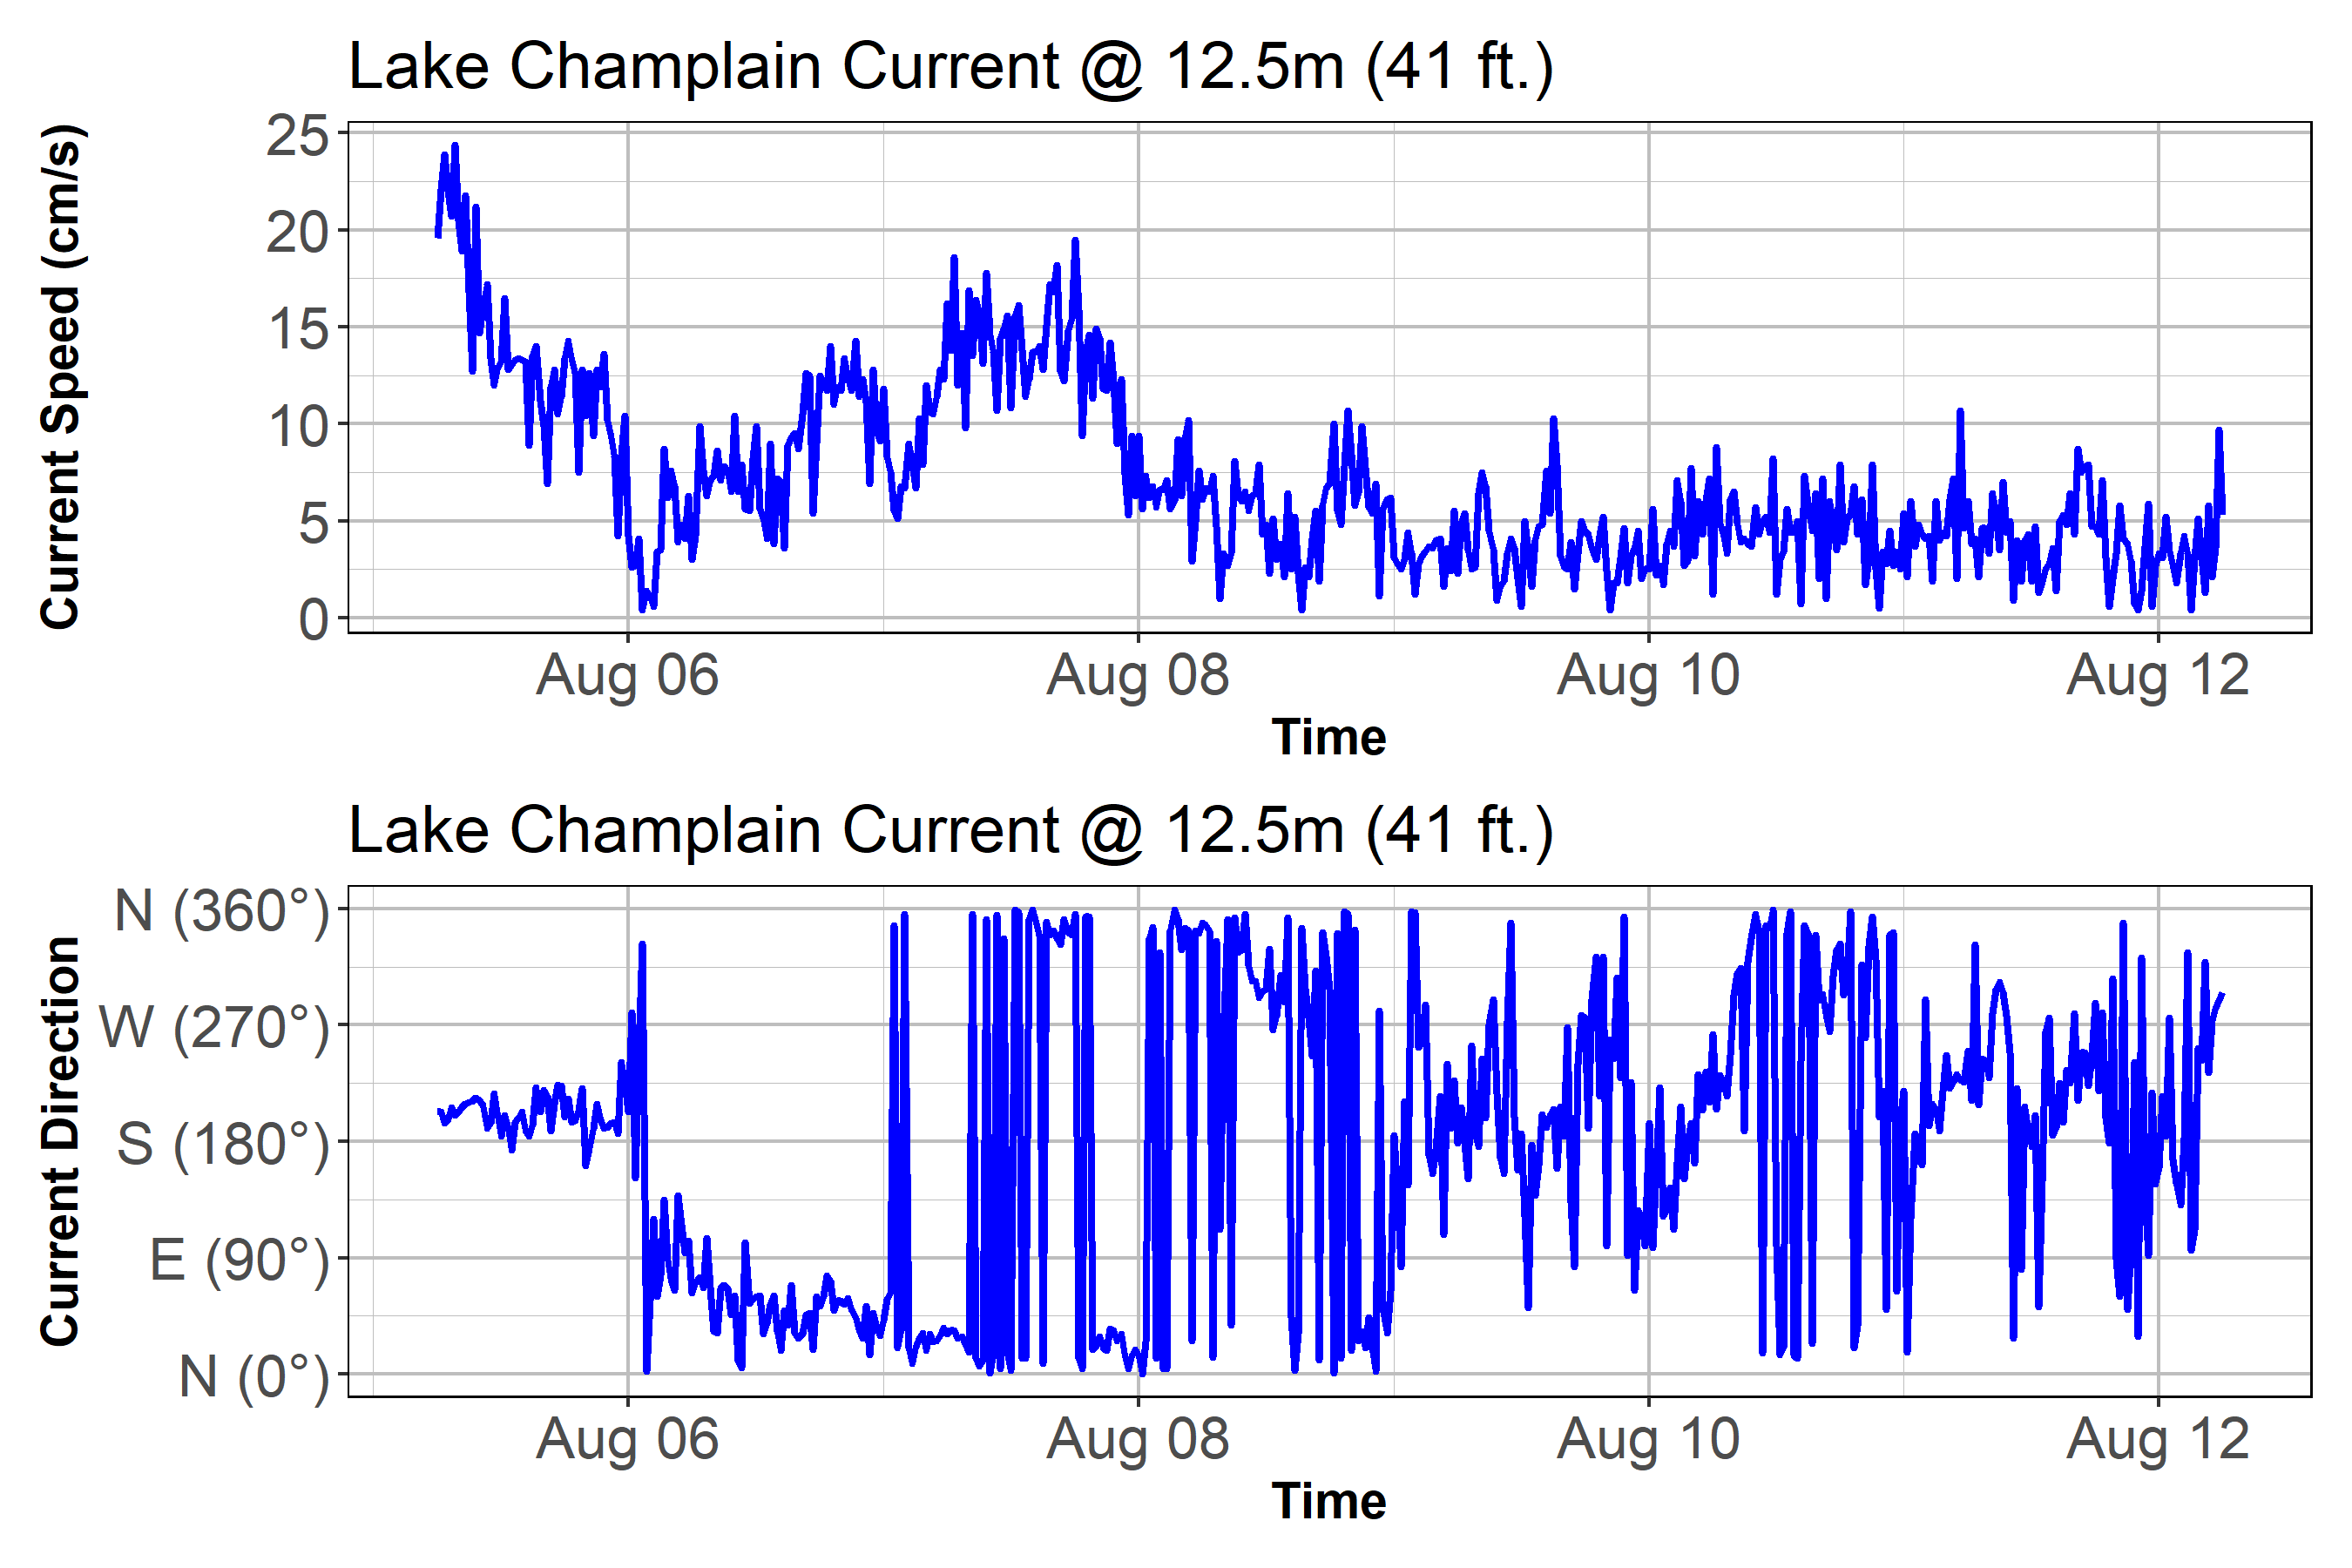 Lake Champlain Current @ 12.5m (41 ft.)
Current Speed (cm/s)
25
20
15
10
5
0
Aug 06 Aug 08 Aug 10 Aug 12
Time
Lake Champlain Current @ 12.5m (41 ft.)
Current Direction
N (360°)
W (270°)
S (180°)
E (90°)
N (0°)
Aug 06 Aug 08 Aug 10 Aug 12
Time